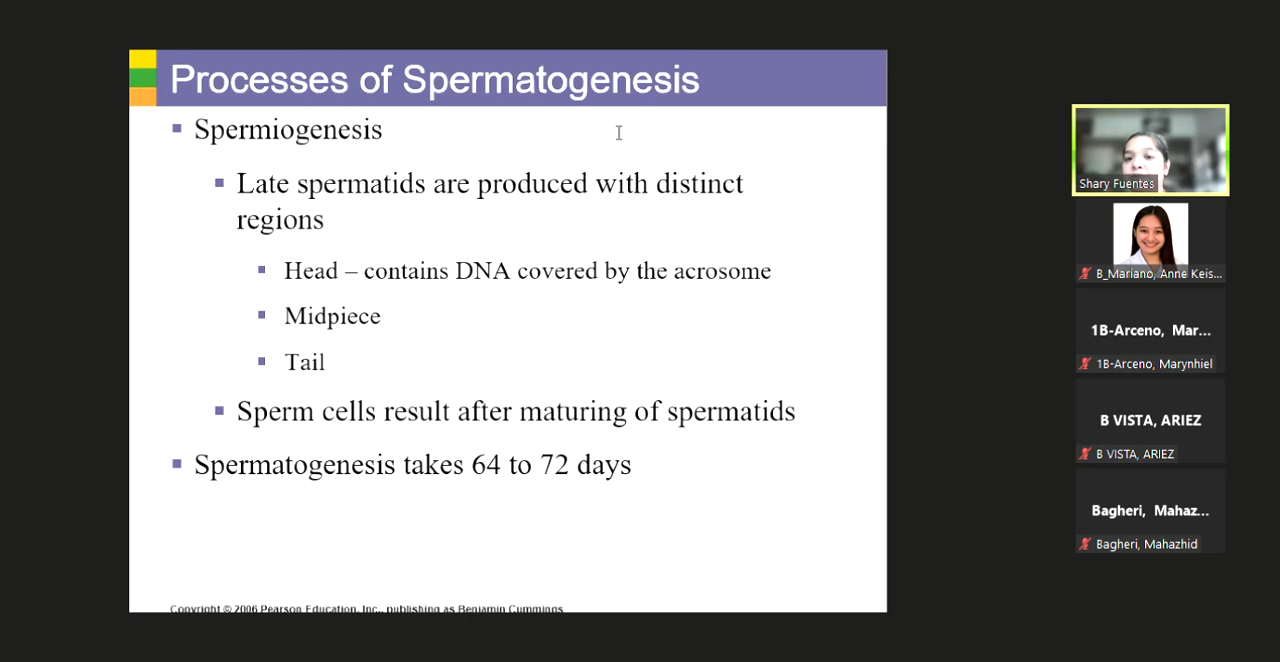 Processes of Spermatogenesis
Spermiogenesis
Late spermatids are produced with distinct
regions
Head – contains DNA covered by the acrosome
Midpiece
Tail
Sperm cells result after maturing of spermatids
Spermatogenesis takes 64 to 72 days
Copyright © 2006 Pearson Education, Inc., publishing as Benjamin Cummings
Shary Fuentes
B_Mariano, Anne Keis...
1B-Arceno, Mar...
1B-Arceno, Marynhiel
B VISTA, ARIEZ
B VISTA, ARIEZ
Bagheri, Mahaz...
Bagheri, Mahazhid